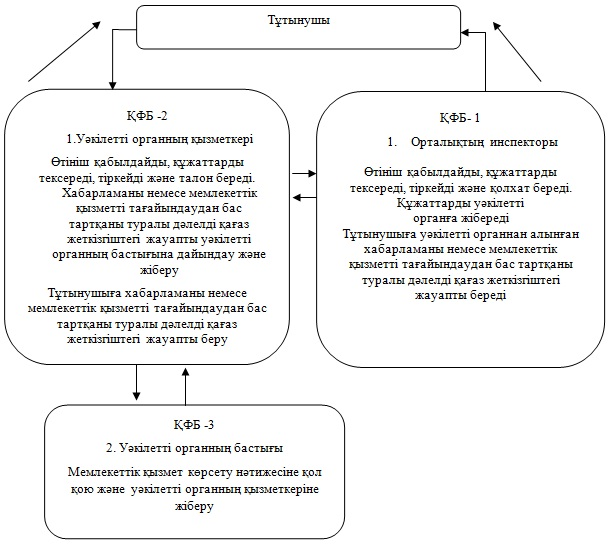 Тұтынушы
ҚФБ -2
1.Уәкілетті органның қызметкері
Өтініш қабылдайды, құжаттарды
тексереді, тіркейді және талон береді.
Хабарламаны немесе мемлекеттік
қызметті тағайындаудан бас
тартқаны туралы дәлелді қағаз
жеткізгіштегі жауапты уәкілетті
органның бастығына дайындау және
жіберу
Тұтынушыға хабарламаны немесе
мемлекеттік қызметті тағайындаудан бас
тартқаны туралы дәлелді қағаз
жеткізгіштегі жауапты беру
ҚФБ- 1
1. Орталықтың инспекторы
Өтініш қабылдайды, құжаттарды
тексереді, тіркейді және қолхат береді.
Құжаттарды уәкілетті
органға жібереді
Тұтынушыға уәкілетті органнан алынған
хабарламаны немесе мемлекеттік
қызметті тағайындаудан бас тартқаны
туралы дәлелді қағаз жеткізгіштегі
жауапты береді
ҚФБ -3
2. Уәкілетті органның бастығы
Мемлекеттік қызмет көрсету нәтижесіне қол
қою және уәкілетті органның қызметкеріне
жіберу